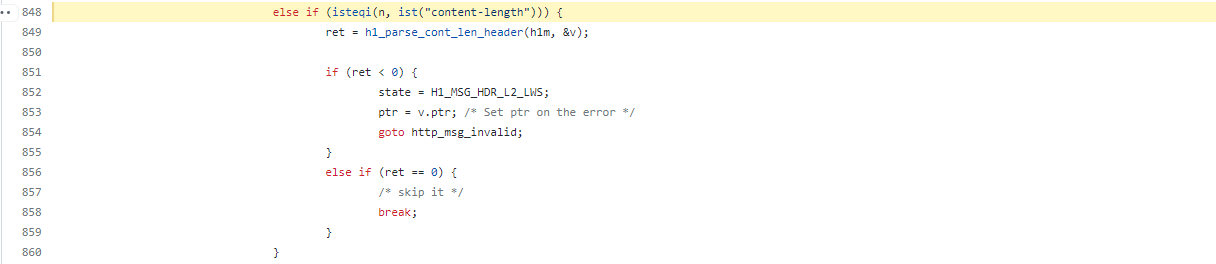 848 else if (isteqi(n, ist("content-length"))) {
849 ret = h1_parse_cont_len_header(h1m, &v);
850
851 if (ret < 0) {
852 state = H1_MSG_HDR_L2_LWS;
853 ptr = v.ptr; /* Set ptr on the error */
854 goto http_msg_invalid;
855 }
856 else if (ret == 0) {
857 /* skip it */
858 break;
859 }
860 }